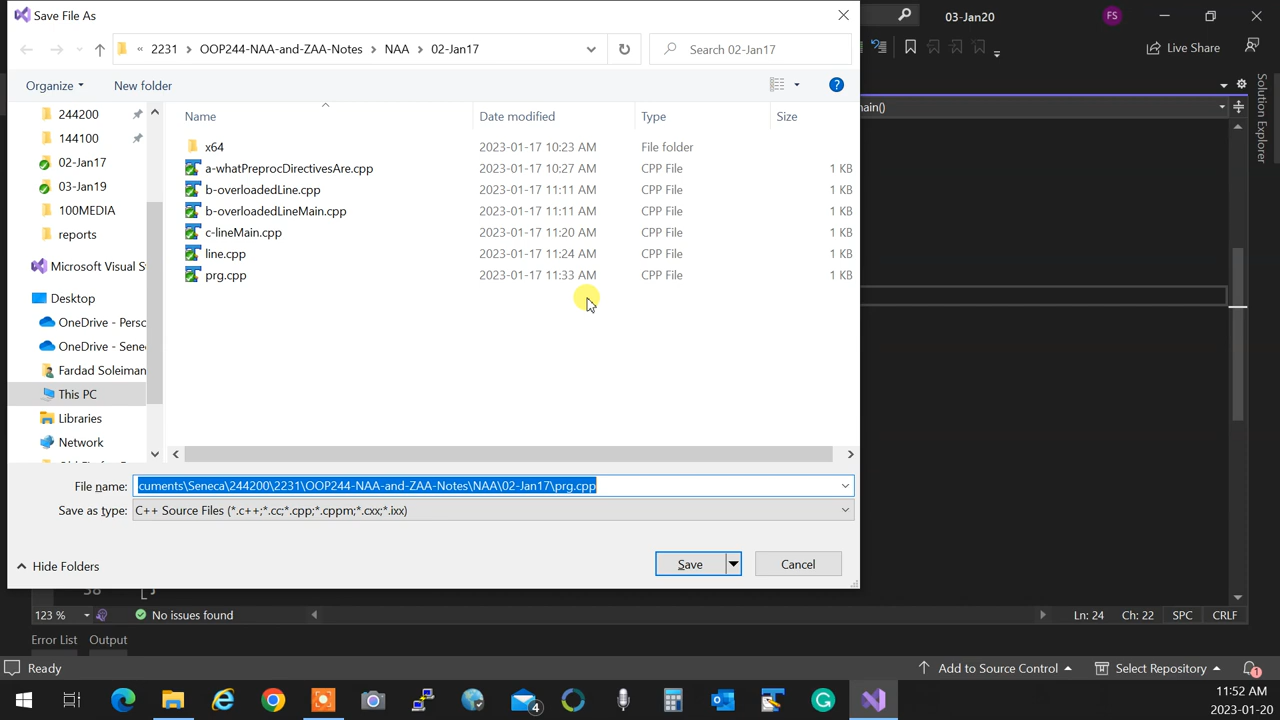 Save File As
03-Jan20
FS
« 2231 > OOP244-NAA-and-ZAA-Notes > NAA > 02-Jan17
Search 02-Jan17
Live Share
Organize
New folder
?
Solution Explorer
Name
Date modified
Type
Size
ain()
244200
144100
02-Jan17
03-Jan19
100MEDIA
reports
Microsoft Visual S
Desktop
OneDrive - Perso
OneDrive - Sene
Fardad Soleiman
This PC
Libraries
Network
x64 2023-01-17 10:23 AM File folder
a-whatPreprocDirectivesAre.cpp 2023-01-17 10:27 AM CPP File 1 KB
b-overloadedLine.cpp 2023-01-17 11:11 AM CPP File 1 KB
b-overloadedLineMain.cpp 2023-01-17 11:11 AM CPP File 1 KB
c-lineMain.cpp 2023-01-17 11:20 AM CPP File 1 KB
line.cpp 2023-01-17 11:24 AM CPP File 1 KB
prg.cpp 2023-01-17 11:33 AM CPP File 1 KB
File name: cuments\Seneca\244200\2231\OOP244-NAA-and-ZAA-Notes\NAA\02-Jan17\prg.cpp
Save as type: C++ Source Files (*.c++;*.cc;*.cpp;*.cppm;*.cxx;*.ixx)
Hide Folders
Save
Cancel
123 %
No issues found
Ln: 24 Ch: 22 SPC CRLF
Error List Output
Ready
Add to Source Control
Select Repository
1
4
11:52 AM
2023-01-20